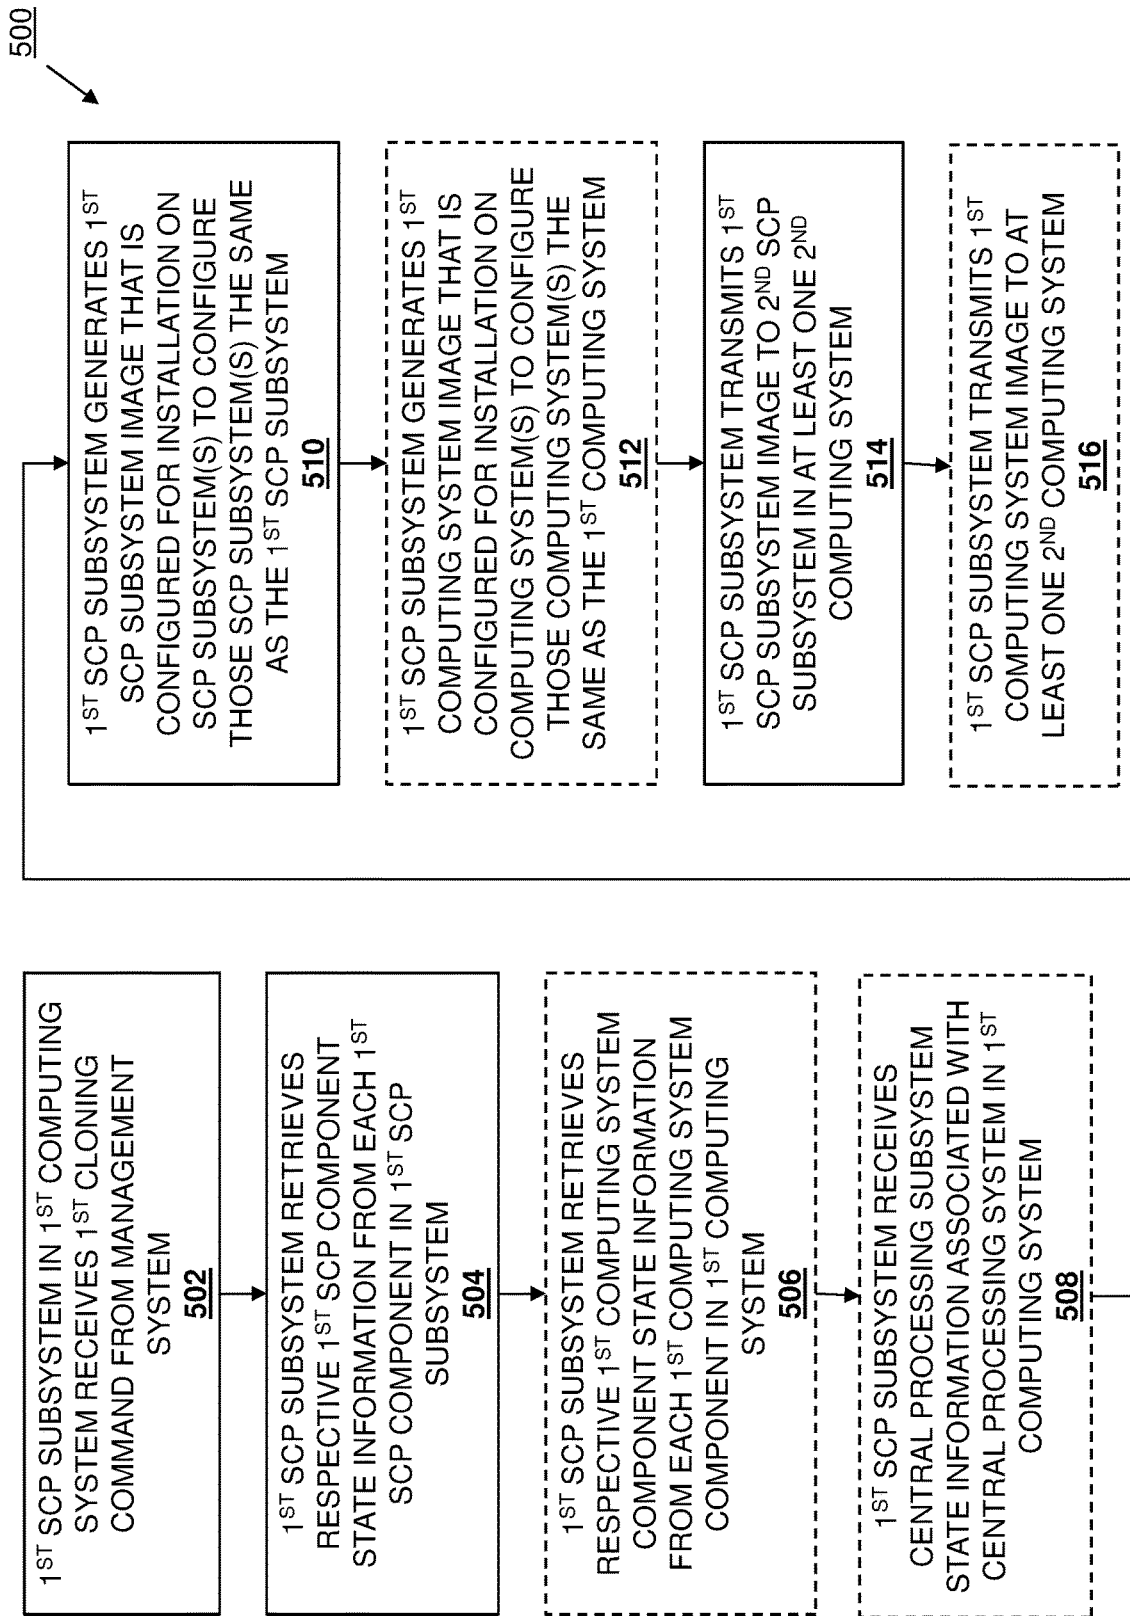 500
1ST SCP SUBSYSTEM IN 1ST COMPUTING
SYSTEM RECEIVES 1ST CLONING
COMMAND FROM MANAGEMENT
SYSTEM
502
1ST SCP SUBSYSTEM RETRIEVES
RESPECTIVE 1ST SCP COMPONENT
STATE INFORMATION FROM EACH 1ST
SCP COMPONENT IN 1ST SCP
SUBSYSTEM
504
1ST SCP SUBSYSTEM RETRIEVES
RESPECTIVE 1ST COMPUTING SYSTEM
COMPONENT STATE INFORMATION
FROM EACH 1ST COMPUTING SYSTEM
COMPONENT IN 1ST COMPUTING
SYSTEM
506
1ST SCP SUBSYSTEM RECEIVES
CENTRAL PROCESSING SUBSYSTEM
STATE INFORMATION ASSOCIATED WITH
CENTRAL PROCESSING SYSTEM IN 1ST
COMPUTING SYSTEM
508
1ST SCP SUBSYSTEM GENERATES 1ST
SCP SUBSYSTEM IMAGE THAT IS
CONFIGURED FOR INSTALLATION ON
SCP SUBSYSTEM(S) TO CONFIGURE
THOSE SCP SUBSYSTEM(S) THE SAME
AS THE 1ST SCP SUBSYSTEM
510
1ST SCP SUBSYSTEM GENERATES 1ST
COMPUTING SYSTEM IMAGE THAT IS
CONFIGURED FOR INSTALLATION ON
COMPUTING SYSTEM(S) TO CONFIGURE
THOSE COMPUTING SYSTEM(S) THE
SAME AS THE 1ST COMPUTING SYSTEM
512
1ST SCP SUBSYSTEM TRANSMITS 1ST
SCP SUBSYSTEM IMAGE TO 2ND SCP
SUBSYSTEM IN AT LEAST ONE 2ND
COMPUTING SYSTEM
514
1ST SCP SUBSYSTEM TRANSMITS 1ST
COMPUTING SYSTEM IMAGE TO AT
LEAST ONE 2ND COMPUTING SYSTEM
516